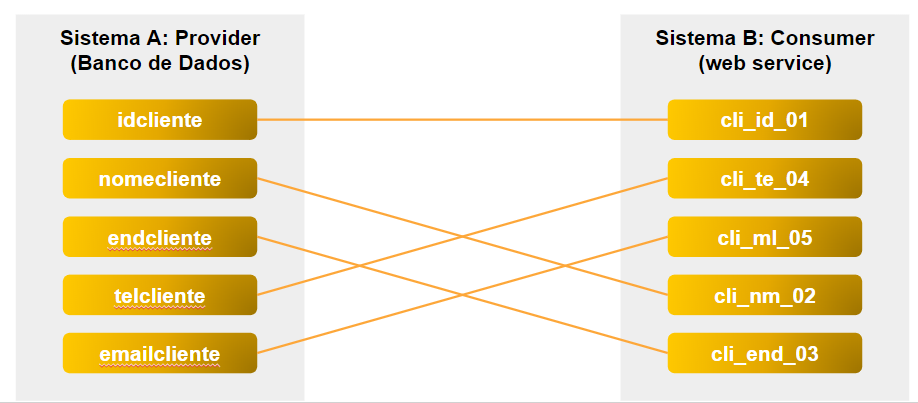 Sistema A: Provider
(Banco de Dados)
idcliente
nomecliente
endcliente
telcliente
emailcliente
Sistema B: Consumer
(web service)
cli_id_01
cli_te_04
cli_ml_05
cli_nm_02
cli_end_03